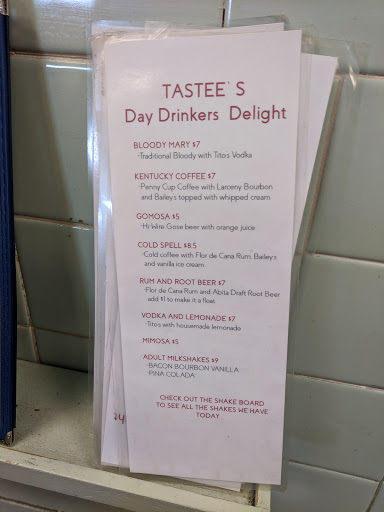 TASTEE'S
Day Drinkers Delight
BLOODY MARY $7
-Traditional Bloody with Tito's Vodka
KENTUCKY COFFEE $7
-Penny Cup Coffee with Larceny Bourbon
and Baileys topped with whipped cream
GOMOSA $5
-Hi Wire Gose beer with orange juice
COLD SPELL $8.5
-Cold coffee with Flor de Cana Rum, Baileys
and vanilla ice cream
RUM AND ROOT BEER $7
-Flor de Cana Rum and Abita Draft Root Beer
add $1 to make it a float
VODKA AND LEMONADE $7
-Tito's with housemade lemonade
MIMOSA $5
ADULT MILKSHAKES $9
-BACON BOURBON VANILLA
-PINA COLADA
CHECK OUT THE SHAKE BOARD
TO SEE ALL THE SHAKES WE HAVE
TODAY